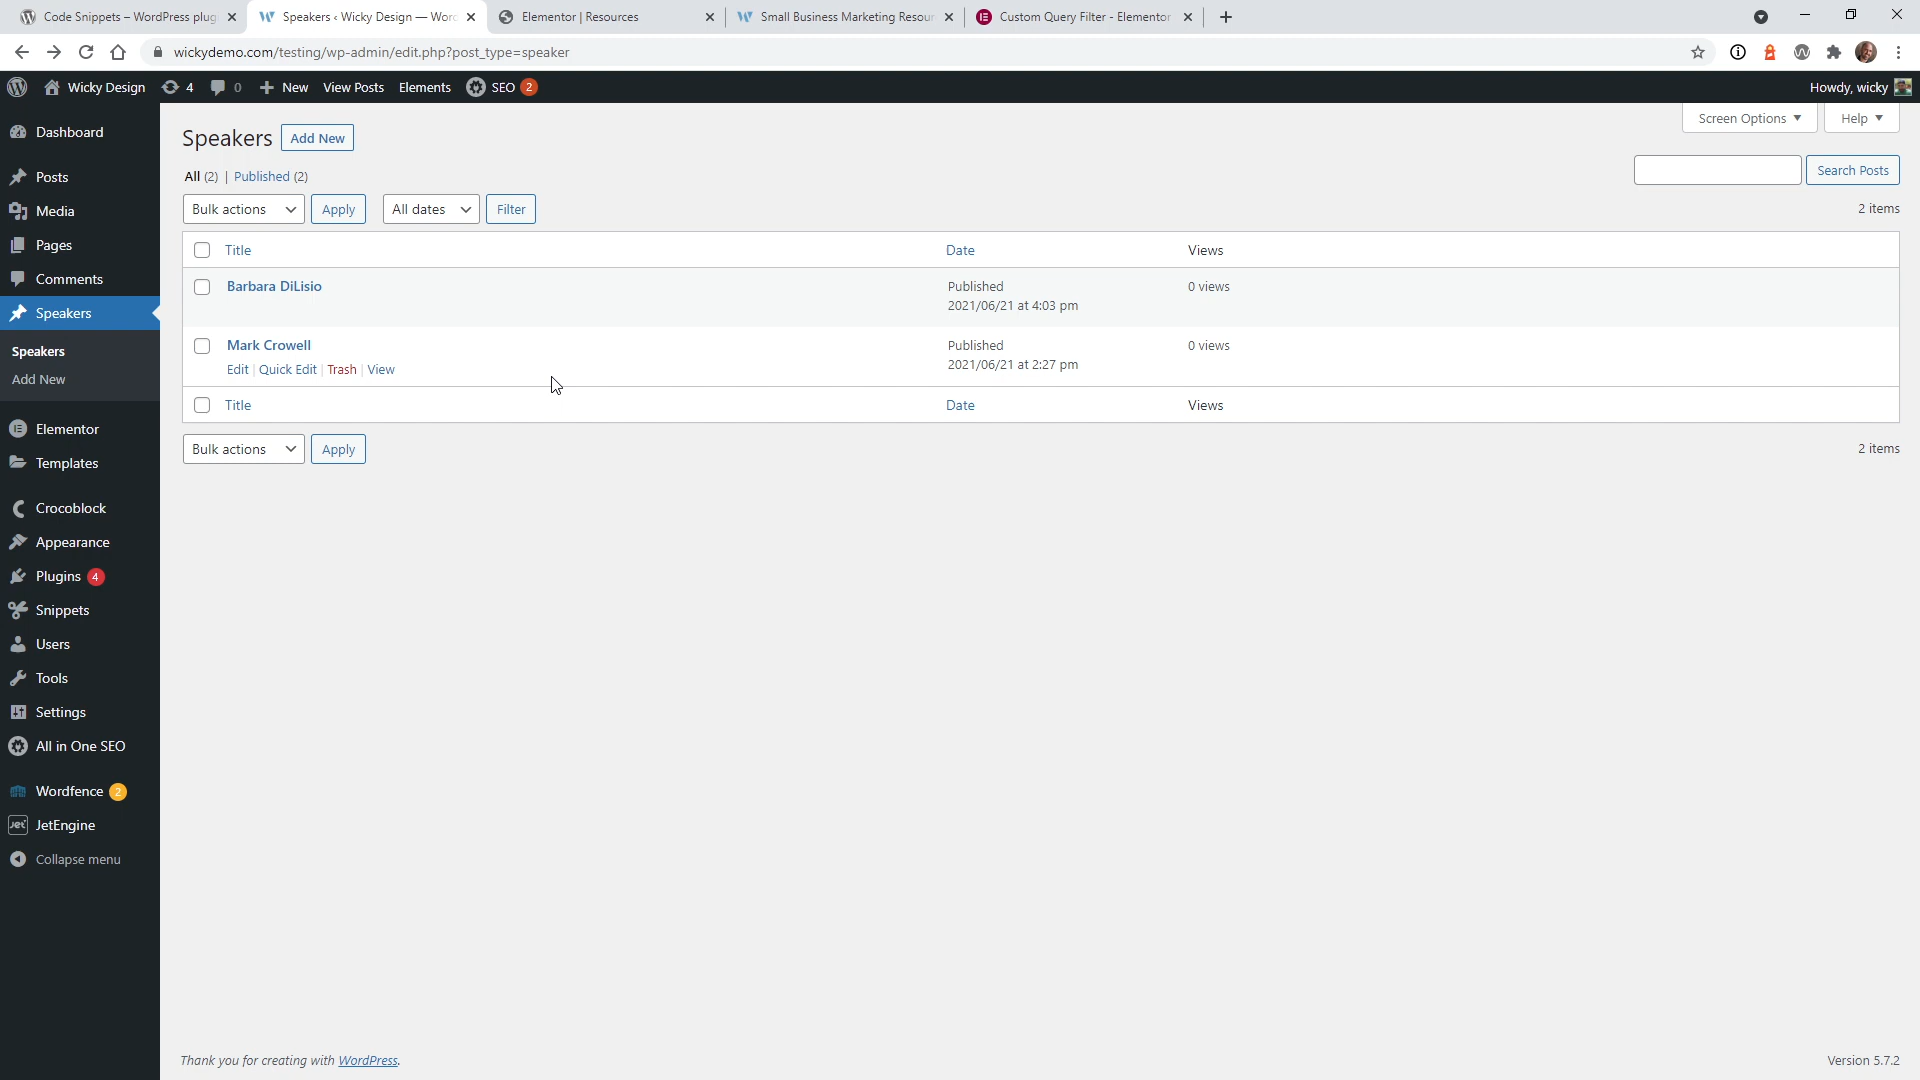 Code Snippets – WordPress plug
Speakers ‹ Wicky Design — Word
Elementor | Resources
Small Business Marketing Resour
Custom Query Filter - Elementor
wickydemo.com/testing/wp-admin/edit.php?post_type=speaker
Wicky Design 4 0 New View Posts Elements SEO 2 Howdy, wicky
Screen Options Help
Dashboard
Posts
Media
Pages
Comments
Speakers
Speakers
Add New
Elementor
Templates
Crocoblock
Appearance
Plugins 4
Snippets
Users
Tools
Settings
All in One SEO
Wordfence 2
JetEngine
Collapse menu
Speakers Add New
All (2) | Published (2)
Search Posts
Bulk actions Apply All dates Filter 2 items
Title Date Views
Barbara DiLisio Published 0 views
2021/06/21 at 4:03 pm
Mark Crowell Published 0 views
Edit | Quick Edit | Trash | View 2021/06/21 at 2:27 pm
Title Date Views
Bulk actions Apply 2 items
Thank you for creating with WordPress. Version 5.7.2